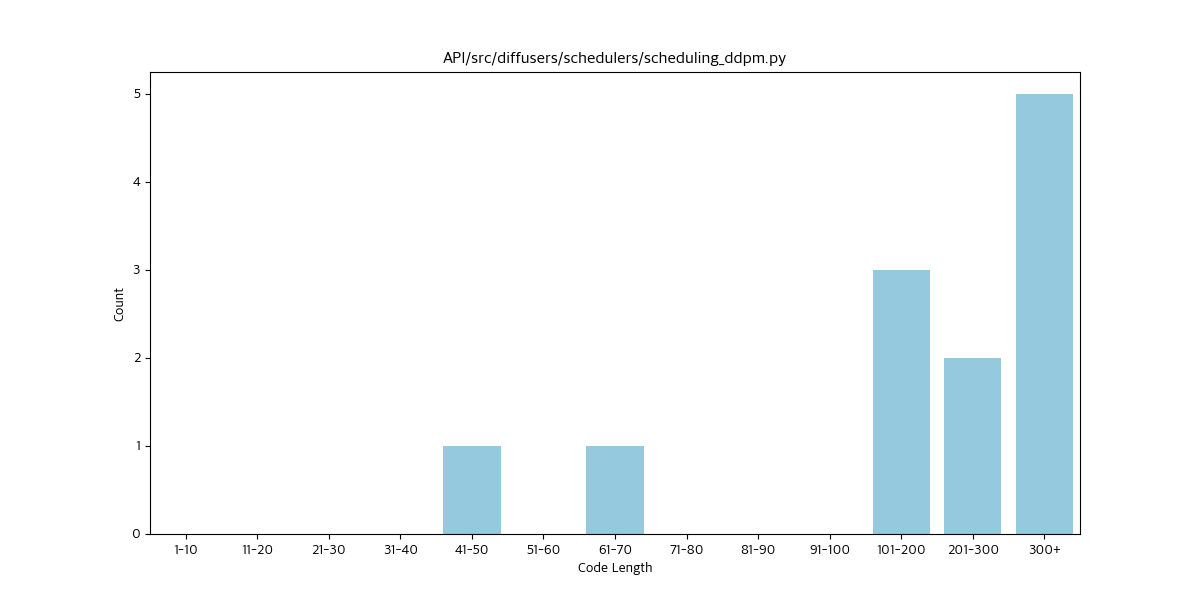 API/src/diffusers/schedulers/scheduling_ddpm.py
5
4
3
2
1
0
Count
1-10 11-20 21-30 31-40 41-50 51-60 61-70 71-80 81-90 91-100 101-200 201-300 300+
Code Length